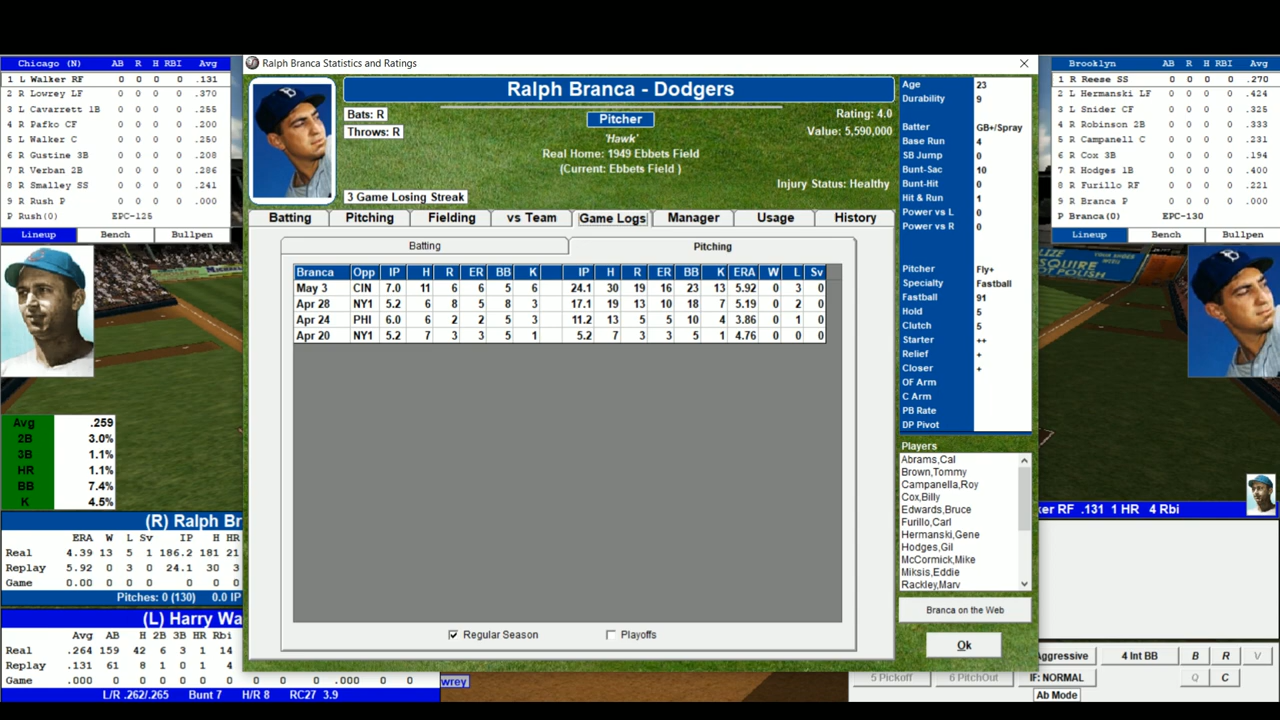 Ralph Branca Statistics and Ratings
Chicago (N) AB R H RBI Avg
1 L Walker RF 0 0 0 0 .131
2 R Lowrey LF 0 0 0 0 .370
3 L Cavarrett 1B 0 0 0 0 .255
4 R Pafko CF 0 0 0 0 .200
5 L Walker C 0 0 0 0 .250
6 R Gustine 3B 0 0 0 0 .208
7 R Verban 2B 0 0 0 0 .286
8 R Smalley SS 0 0 0 0 .241
9 R Rush P 0 0 0 0 .000
P Rush(0) EPC-125
Lineup Bench Bullpen
Avg .259
2B 3.0%
3B 1.1%
HR 1.1%
BB 7.4%
K 4.5%
(R) Ralph Br
ERA W L Sv IP H HR
Real 4.39 13 5 1 186.2 181 21
Replay 5.92 0 3 0 24.1 30 3
Game 0.00 0 0 0 0 0 0
Pitches: 0 (130) 0.0 IP
(L) Harry Wa
Avg AB H 2B 3B HR Rbi
Real .264 159 42 6 3 1 14
Replay .131 61 8 1 0 1 4
Game .000 0 0 0 0 0 0 .000 0 0
L/R .262/.265 Bunt 7 H/R 8 RC27 3.9
wrey
Ralph Branca - Dodgers
Bats: R
Throws: R
3 Game Losing Streak
Pitcher
'Hawk'
Real Home: 1949 Ebbets Field
(Current: Ebbets Field )
Rating: 4.0
Value: 5,590,000
Injury Status: Healthy
Batting Pitching Fielding vs Team Game Logs Manager Usage History
Batting Pitching
Branca Opp IP H R ER BB K IP H R ER BB K ERA W L Sv
May 3 CIN 7.0 11 6 6 5 6 24.1 30 19 16 23 13 5.92 0 3 0
Apr 28 NY1 5.2 6 8 5 8 3 17.1 19 13 10 18 7 5.19 0 2 0
Apr 24 PHI 6.0 6 2 2 5 3 11.2 13 5 5 10 4 3.86 0 1 0
Apr 20 NY1 5.2 7 3 3 5 1 5.2 7 3 3 5 1 4.76 0 0 0
Regular Season Playoffs
Age 23
Durability 9
Batter GB+/Spray
Base Run 4
SB Jump 0
Bunt-Sac 10
Bunt-Hit 0
Hit & Run 1
Power vs L 0
Power vs R 0
Pitcher Fly+
Specialty Fastball
Fastball 91
Hold 5
Clutch 5
Starter ++
Relief +
Closer +
OF Arm
C Arm
PB Rate
DP Pivot
Players
Abrams,Cal
Brown,Tommy
Campanella,Roy
Cox,Billy
Edwards,Bruce
Furillo,Carl
Hermanski,Gene
Hodges,Gil
McCormick,Mike
Miksis,Eddie
Rackley,Marv
Branca on the Web
Ok
Brooklyn AB R H RBI Avg
1 R Reese SS 0 0 0 0 .270
2 L Hermanski LF 0 0 0 0 .424
3 L Snider CF 0 0 0 0 .325
4 R Robinson 2B 0 0 0 0 .333
5 R Campanell C 0 0 0 0 .231
6 R Cox 3B 0 0 0 0 .194
7 R Hodges 1B 0 0 0 0 .400
8 R Furillo RF 0 0 0 0 .221
9 R Branca P 0 0 0 0 .000
P Branca(0) EPC-130
Lineup Bench Bullpen
ker RF .131 1 HR 4 Rbi
Aggressive 4 Int BB B R V
5 Pickoff 6 PitchOut IF: NORMAL Q C
Ab Mode